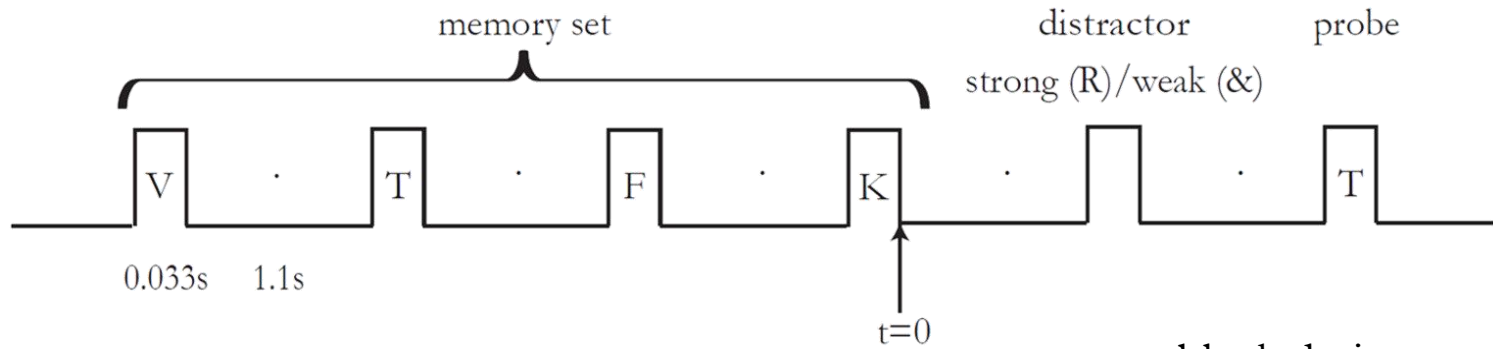 memory set
distractor
probe
strong (R)/weak (&)
V . T . F . K . . T
0.033s 1.1s
t=0